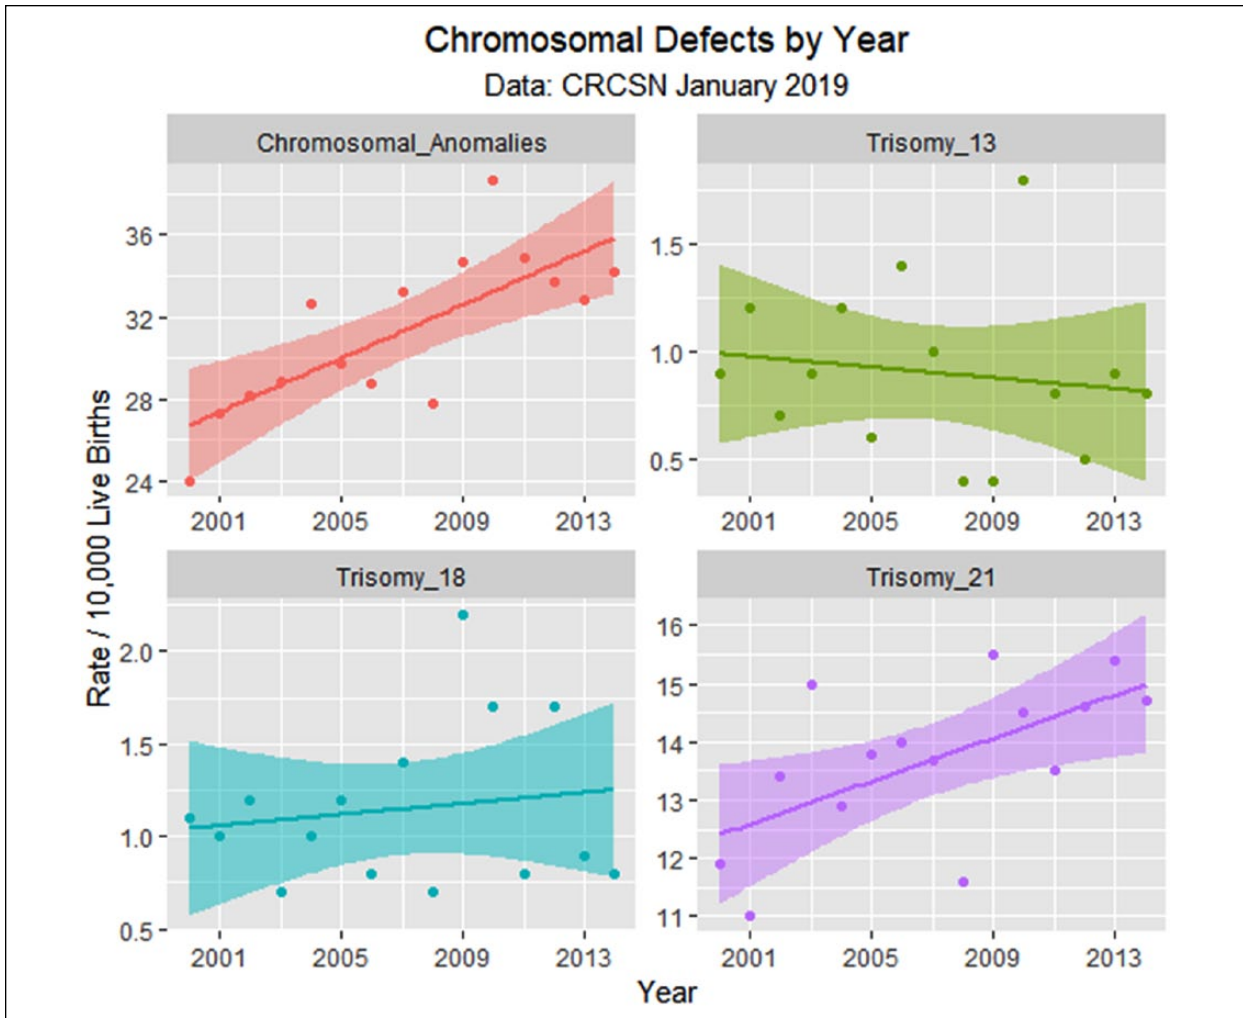 Chromosomal Defects by Year
Data: CRCSN January 2019
Chromosomal_Anomalies
36
32
28
24
2001 2005 2009 2013
Trisomy_13
1.5
1.0
0.5
2001 2005 2009 2013
Rate / 10,000 Live Births
Trisomy_18
2.0
1.5
1.0
0.5
2001 2005 2009 2013
Trisomy_21
16
15
14
13
12
11
2001 2005 2009 2013
Year